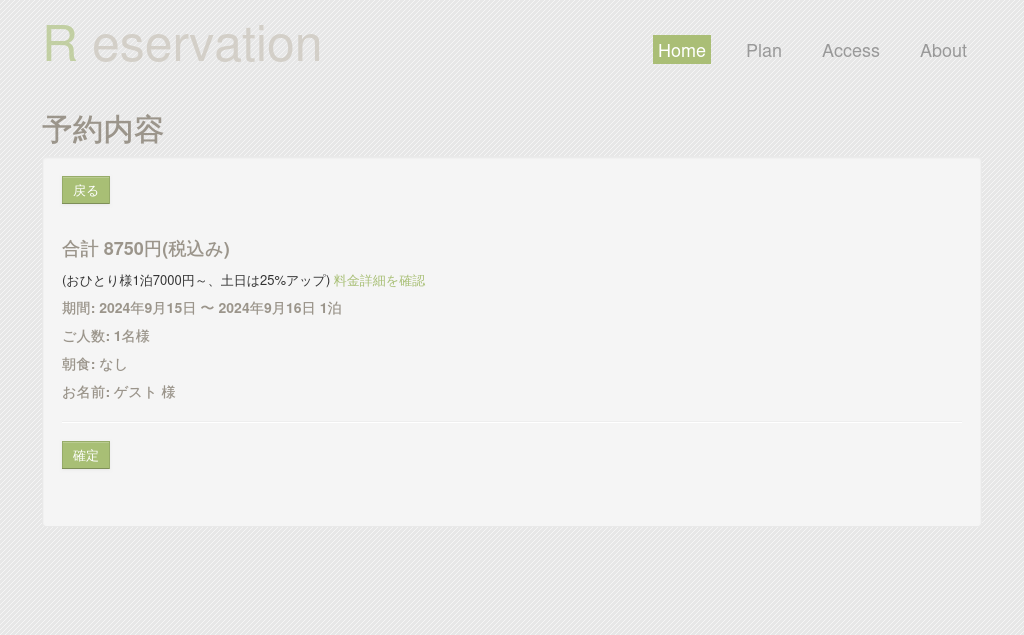 R eservation
Home Plan Access About
予約内容
戻る
合計 8750円(税込み)
(おひとり様1泊7000円～、土日は25%アップ) 料金詳細を確認
期間: 2024年9月15日 〜 2024年9月16日 1泊
ご人数: 1名様
朝食: なし
お名前: ゲスト 様
確定